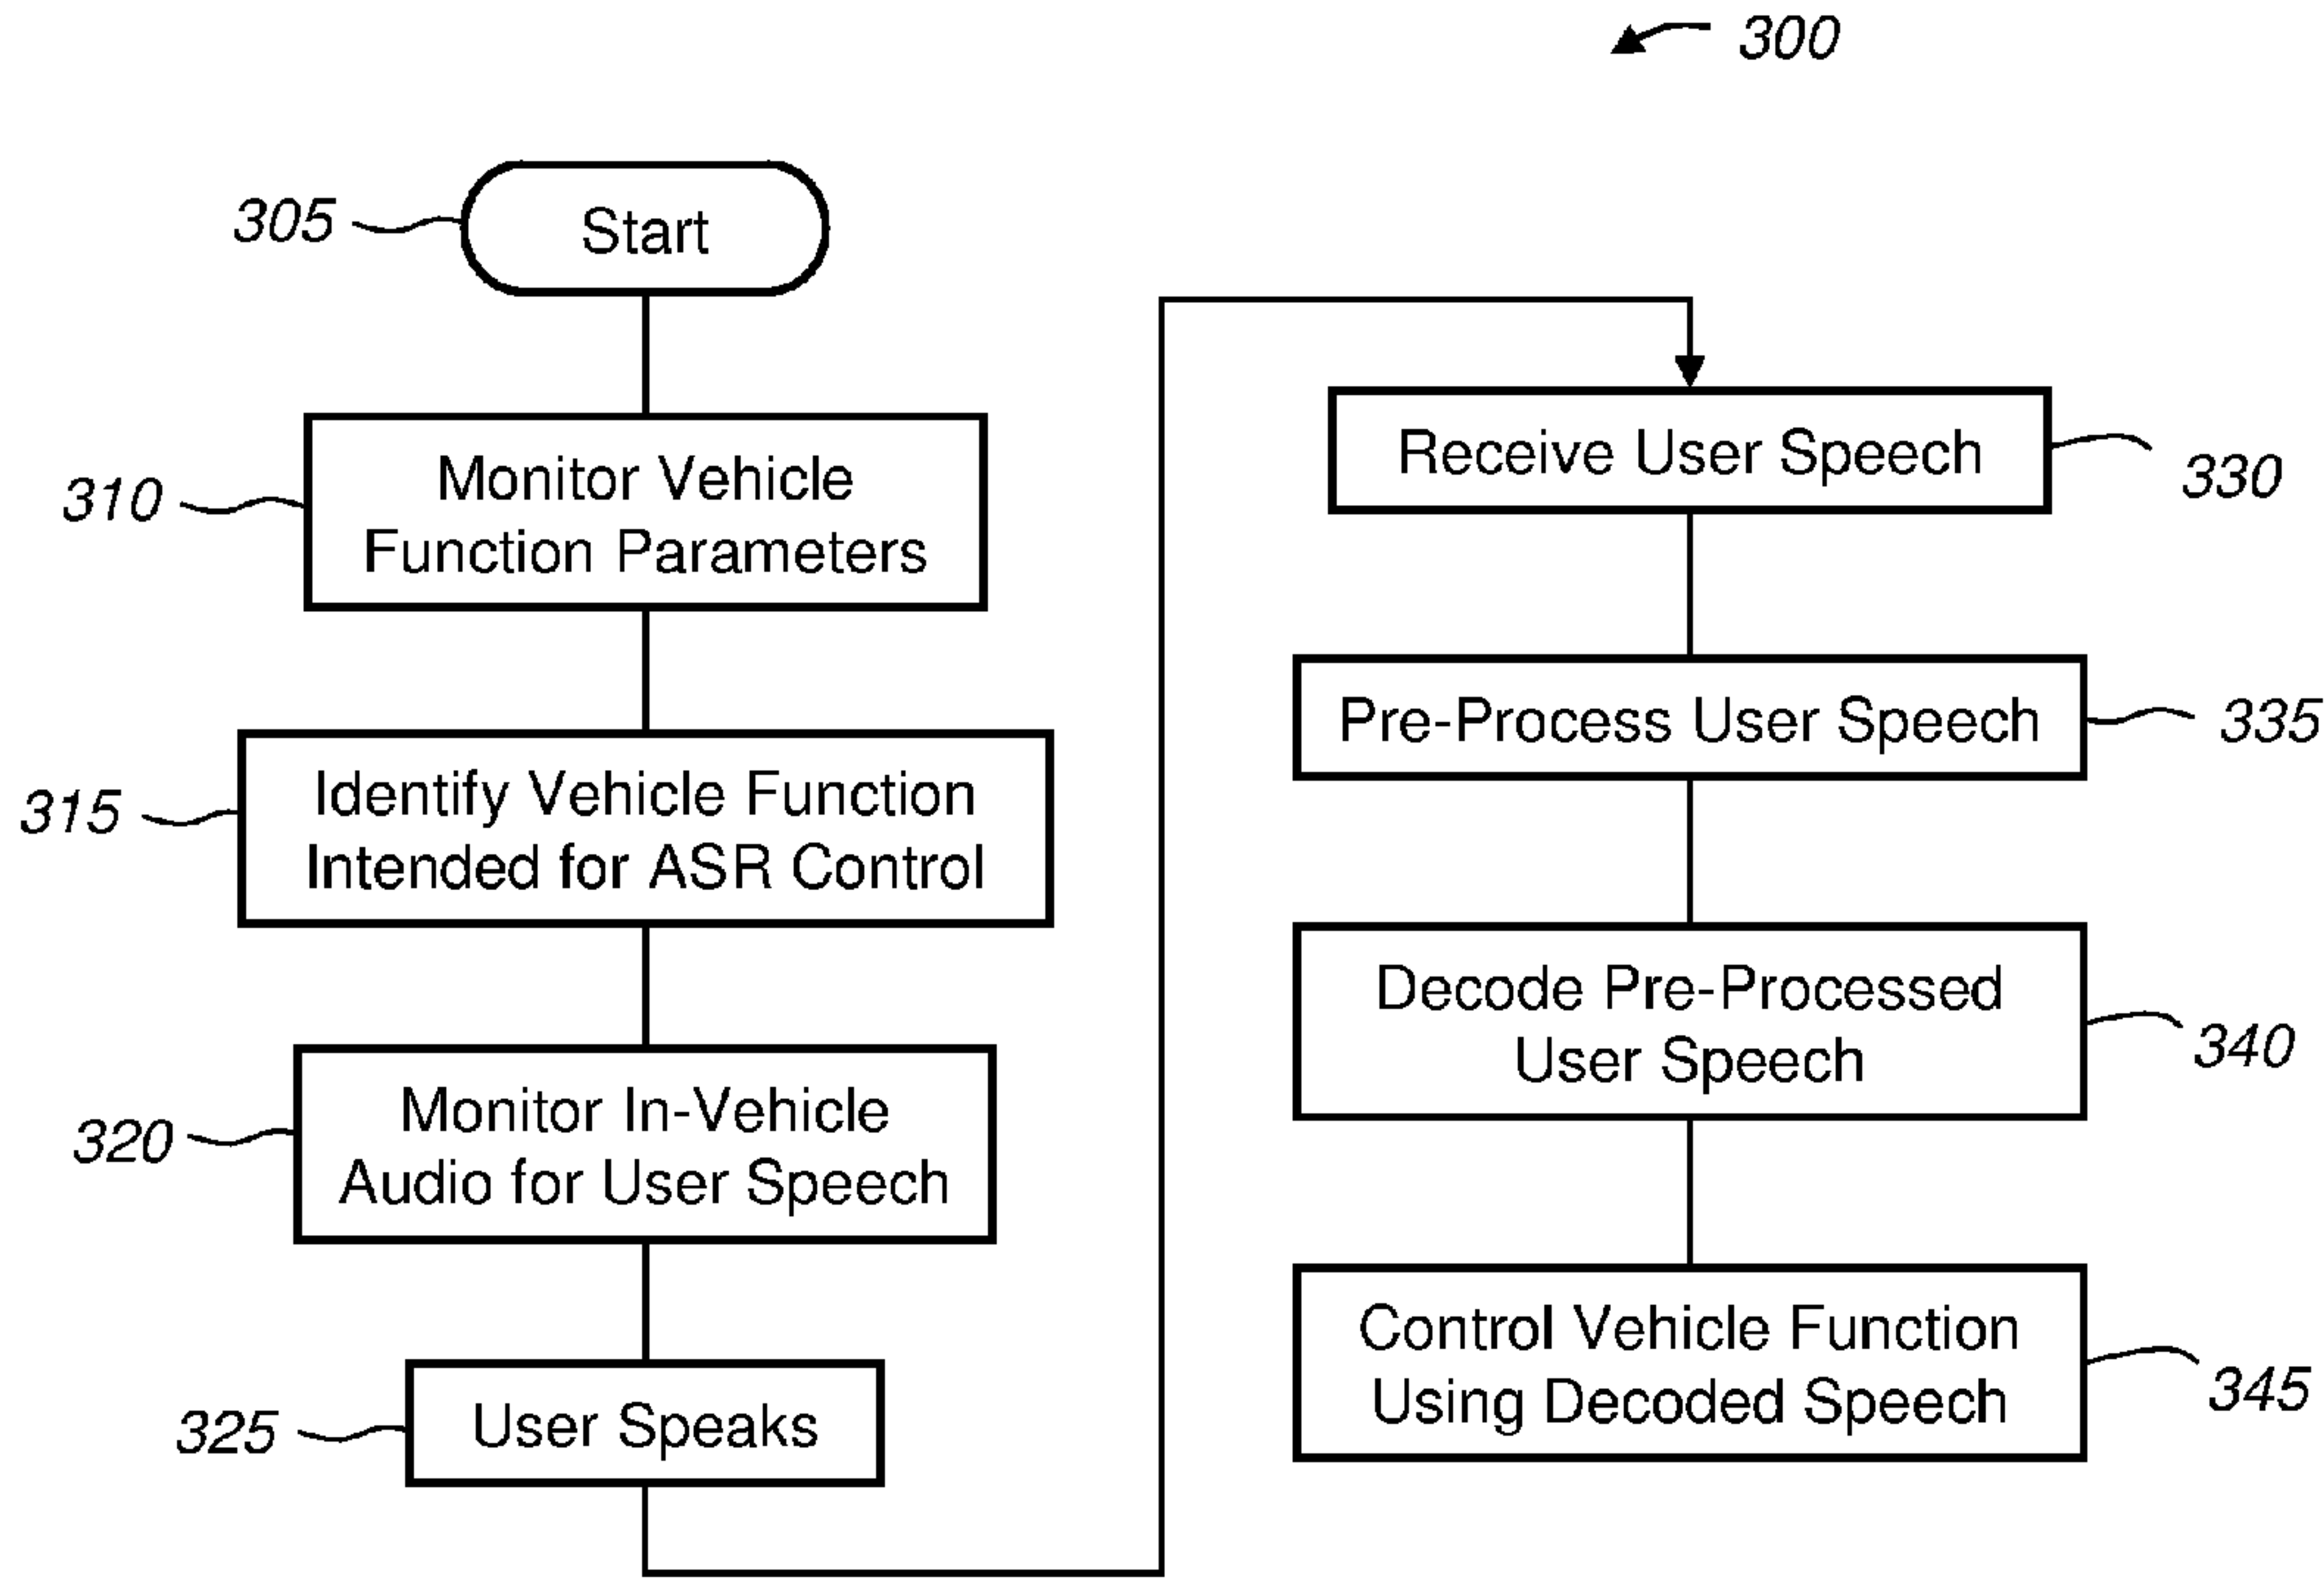 300
305
Start
310
Monitor Vehicle
Function Parameters
315
Identify Vehicle Function
Intended for ASR Control
320
Monitor In-Vehicle
Audio for User Speech
325
User Speaks
Receive User Speech
330
Pre-Process User Speech
335
Decode Pre-Processed
User Speech
340
Control Vehicle Function
Using Decoded Speech
345